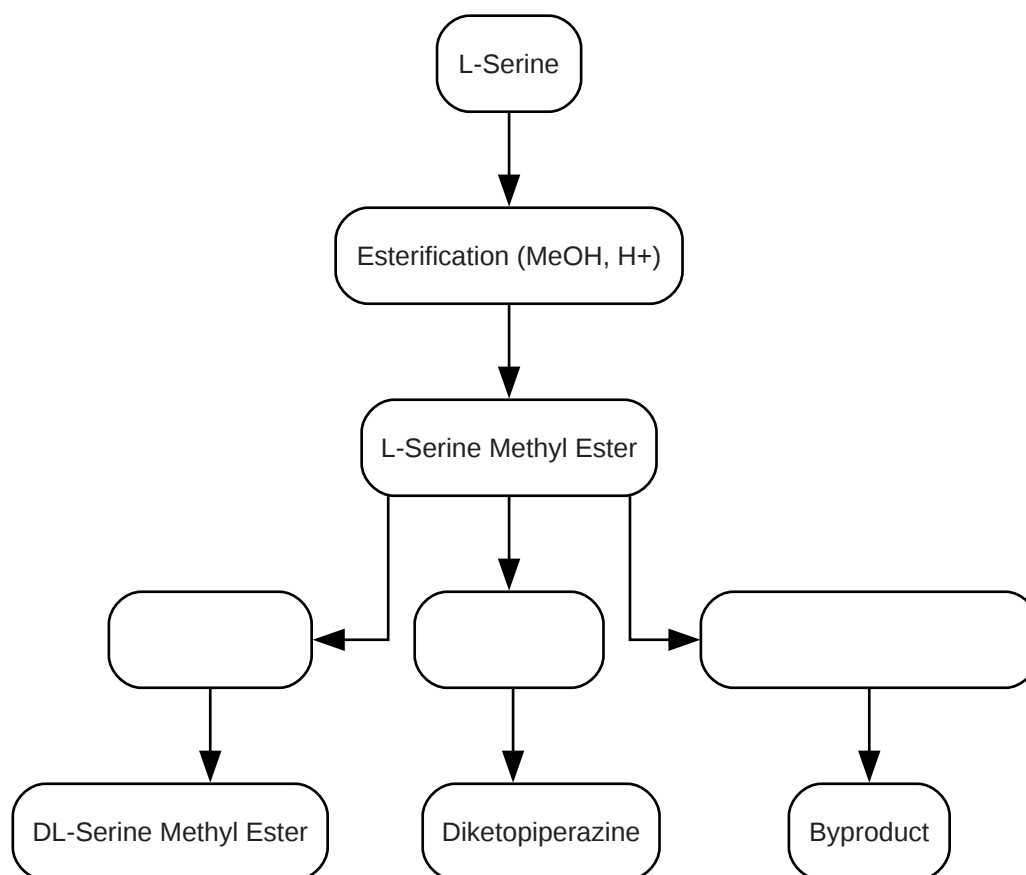 L-Serine
Esterification (MeOH, H+)
L-Serine Methyl Ester
DL-Serine Methyl Ester
Diketopiperazine
Byproduct